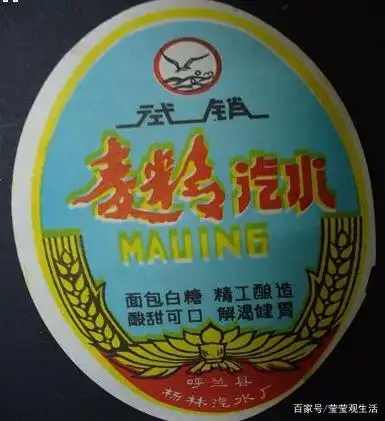 试销
麦精汽水
MAUING
面包白糖 精工酿造
酸甜可口 解渴健胃
呼兰县
杨林汽水厂
百家号/莹莹观生活